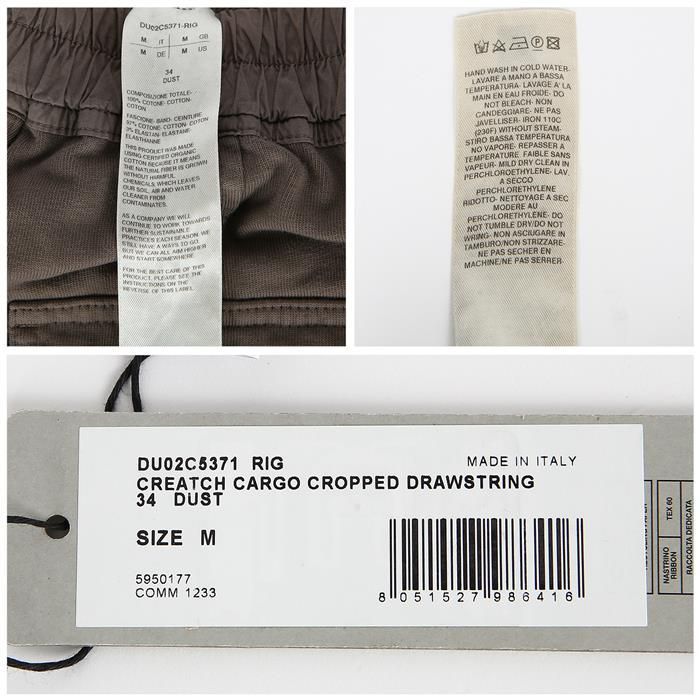 DU02C5371-RIG
M IT M GB
M DE M US
34
DUST
COMPOSIZIONE TOTALE-
100% COTONE- COTTON-
COTON
FASCIONE- BAND- CEINTURE
97% COTONE- COTTON- COTON
3% ELASTAN- ELASTANE-
ELASTHANNE
THIS PRODUCT WAS MADE
USING CERTIFIED ORGANIC
COTTON BECAUSE IT MEANS
THE NATURAL FIBER IS GROWN
WITHOUT HARMFUL
CHEMICALS, WHICH LEAVES
OUR SOIL, AIR AND WATER
CLEANER FROM
CONTAMINATES.
AS A COMPANY WE WILL
CONTINUE TO WORK TOWARDS
FURTHER SUSTAINABLE
PRACTICES EACH SEASON. WE
STILL HAVE A WAYS TO GO,
BUT WE CAN ALL AIM HIGHER
AND START SOMEWHERE
FOR THE BEST CARE OF THIS
PRODUCT, PLEASE SEE THE
INSTRUCTIONS ON THE
REVERSE OF THIS LABEL.
HAND WASH IN COLD WATER-
LAVARE A MANO A BASSA
TEMPERATURA- LAVAGE A' LA
MAIN EN EAU FROIDE- DO
NOT BLEACH- NON
CANDEGGIARE- NE PAS
JAVELLISER- IRON 110C
(230F) WITHOUT STEAM-
STIRO BASSA TEMPERATURA
NO VAPORE- REPASSER A
TEMPERATURE FAIBLE SANS
VAPEUR- MILD DRY CLEAN IN
PERCHLOROETHYLENE- LAV.
A SECCO
PERCHLOROETHYLENE
RIDOTTO- NETTOYAGE A SEC
MODERE AU
PERCHLORETHYLENE- DO
NOT TUMBLE DRY/DO NOT
WRING- NON ASCIUGARE IN
TAMBURO/NON STRIZZARE-
NE PAS SECHER EN
MACHINE/NE PAS SERRER-
DU02C5371 RIG MADE IN ITALY
CREATCH CARGO CROPPED DRAWSTRING
34 DUST
SIZE M
5950177
COMM 1233
8 051527 986416
NASTRINO
RIBBON
TEX 60
RACCOLTA DEDICATA